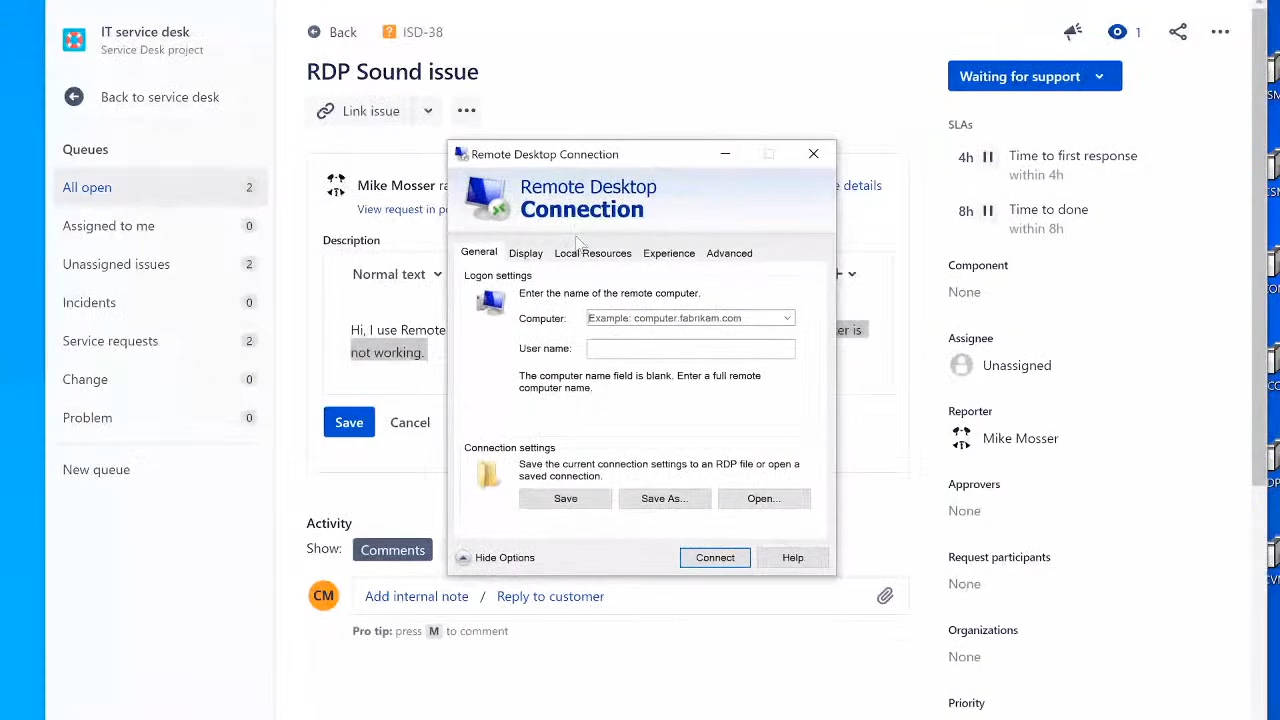 IT service desk
Service Desk project
Back to service desk
Queues
All open 2
Assigned to me 0
Unassigned issues 2
Incidents 0
Service requests 2
Change 0
Problem 0
New queue
Back ISD-38
1
RDP Sound issue
Link issue
Mike Mosser
View request in
details
Description
Normal text
Hi, I use Remote
er is
not working.
Save Cancel
Activity
Show: Comments
CM
Add internal note / Reply to customer
Pro tip: press M to comment
Remote Desktop Connection
Remote Desktop
Connection
General Display Local Resources Experience Advanced
Logon settings
Enter the name of the remote computer.
Computer: Example: computer.fabrikam.com
User name:
The computer name field is blank. Enter a full remote
computer name.
Connection settings
Save the current connection settings to an RDP file or open a
saved connection.
Save Save As... Open...
Hide Options Connect Help
Waiting for support
SLAs
4h Time to first response
within 4h
8h Time to done
within 8h
Component
None
Assignee
Unassigned
Reporter
Mike Mosser
Approvers
None
Request participants
None
Organizations
None
Priority